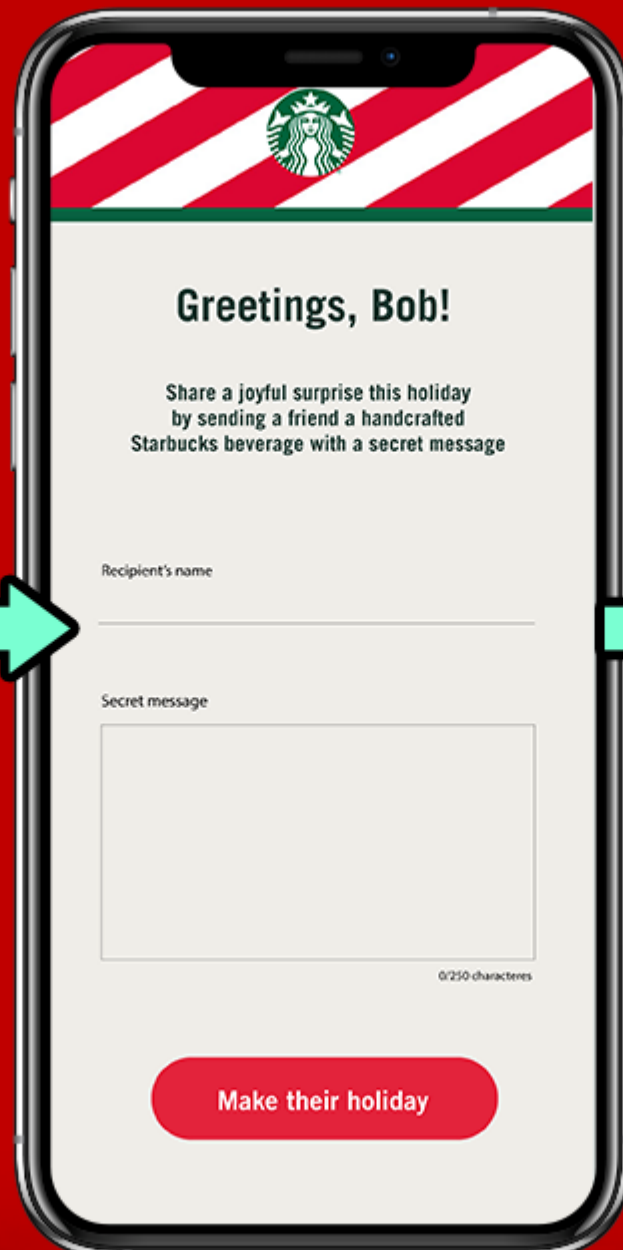 Greetings, Bob!
Share a joyful surprise this holiday
by sending a friend a handcrafted
Starbucks beverage with a secret message
Recipient's name
Secret message
0/250 characteres
Make their holiday